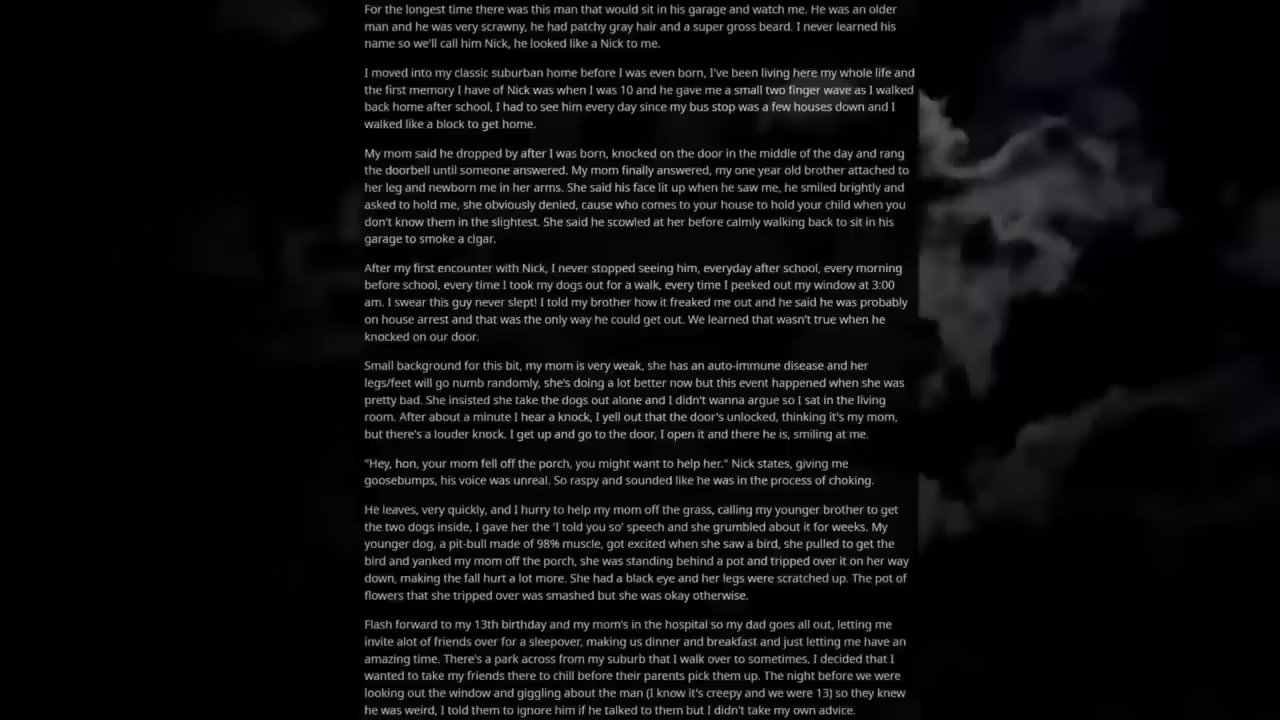 For the longest time there was this man that would sit in his garage and watch me. He was an older
man and he was very scrawny, he had patchy gray hair and a super gross beard. I never learned his
name so we'll call him Nick, he looked like a Nick to me.
I moved into my classic suburban home before I was even born, I've been living here my whole life and
the first memory I have of Nick was when I was 10 and he gave me a small two finger wave as I walked
back home after school, I had to see him every day since my bus stop was a few houses down and I
walked like a block to get home.
My mom said he dropped by after I was born, knocked on the door in the middle of the day and rang
the doorbell until someone answered. My mom finally answered, my one year old brother attached to
her leg and newborn me in her arms. She said his face lit up when he saw me, he smiled brightly and
asked to hold me, she obviously denied, cause who comes to your house to hold your child when you
don't know them in the slightest. She said he scowled at her before calmly walking back to sit in his
garage to smoke a cigar.
After my first encounter with Nick, I never stopped seeing him, everyday after school, every morning
before school, every time I took my dogs out for a walk, every time I peeked out my window at 3:00
am. I swear this guy never slept! I told my brother how it freaked me out and he said he was probably
on house arrest and that was the only way he could get out. We learned that wasn't true when he
knocked on our door.
Small background for this bit, my mom is very weak, she has an auto-immune disease and her
legs/feet will go numb randomly, she's doing a lot better now but this event happened when she was
pretty bad. She insisted she take the dogs out alone and I didn't wanna argue so I sat in the living
room. After about a minute I hear a knock, I yell out that the door's unlocked, thinking it's my mom,
but there's a louder knock. I get up and go to the door, I open it and there he is, smiling at me.
"Hey, hon, your mom fell off the porch, you might want to help her." Nick states, giving me
goosebumps, his voice was unreal. So raspy and sounded like he was in the process of choking.
He leaves, very quickly, and I hurry to help my mom off the grass, calling my younger brother to get
the two dogs inside, I gave her the 'I told you so' speech and she grumbled about it for weeks. My
younger dog, a pit-bull made of 98% muscle, got excited when she saw a bird, she pulled to get the
bird and yanked my mom off the porch, she was standing behind a pot and tripped over it on her way
down, making the fall hurt a lot more. She had a black eye and her legs were scratched up. The pot of
flowers that she tripped over was smashed but she was okay otherwise.
Flash forward to my 13th birthday and my mom's in the hospital so my dad goes all out, letting me
invite alot of friends over for a sleepover, making us dinner and breakfast and just letting me have an
amazing time. There's a park across from my suburb that I walk over to sometimes, I decided that I
wanted to take my friends there to chill before their parents pick them up. The night before we were
looking out the window and giggling about the man (I know it's creepy and we were 13) so they knew
he was weird, I told them to ignore him if he talked to them but I didn't take my own advice.